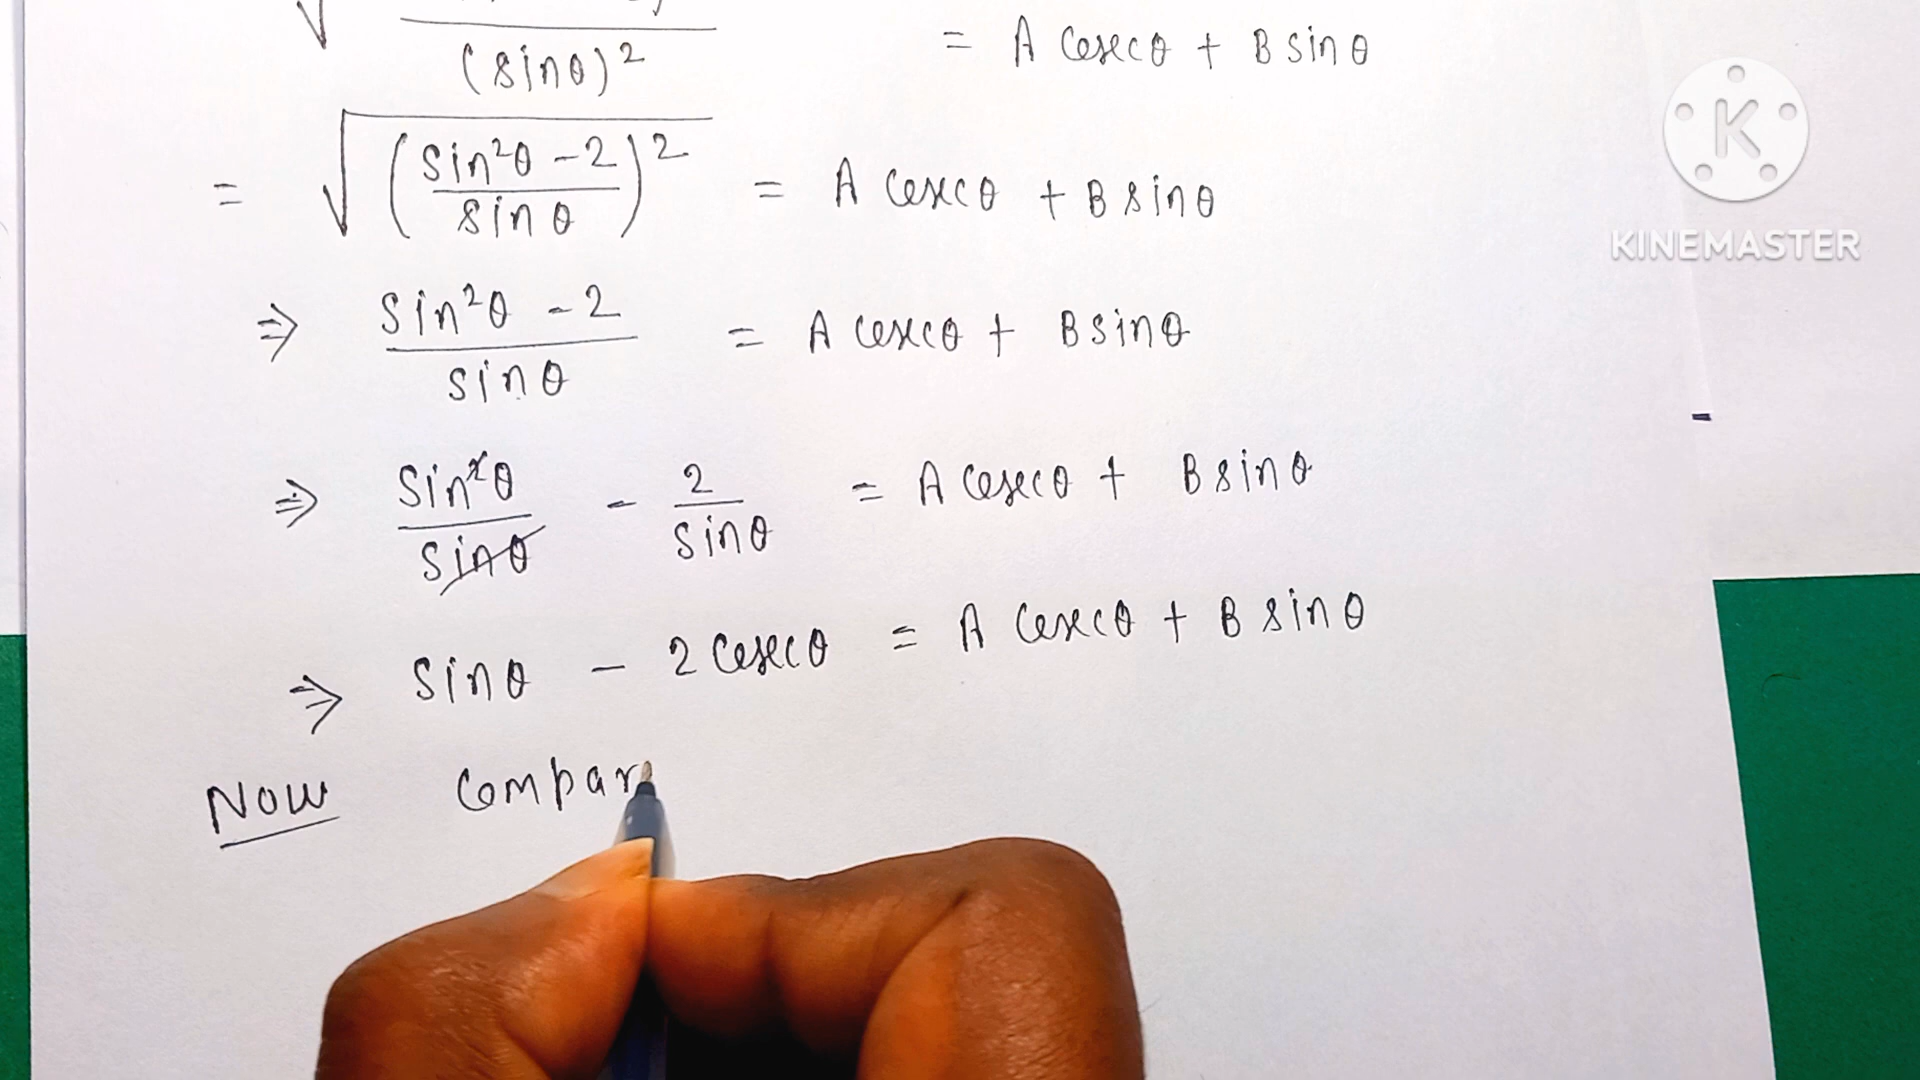 (sinθ)² = A cosecθ + B sinθ
= √((sin²θ - 2)/(sinθ))² = A cosecθ + B sinθ
⇒ (sin²θ - 2)/(sinθ) = A cosecθ + B sinθ
⇒ sin²θ/sinθ - 2/sinθ = A cosecθ + B sinθ
⇒ sinθ - 2 cosecθ = A cosecθ + B sinθ
Now Compar
K
KINEMASTER